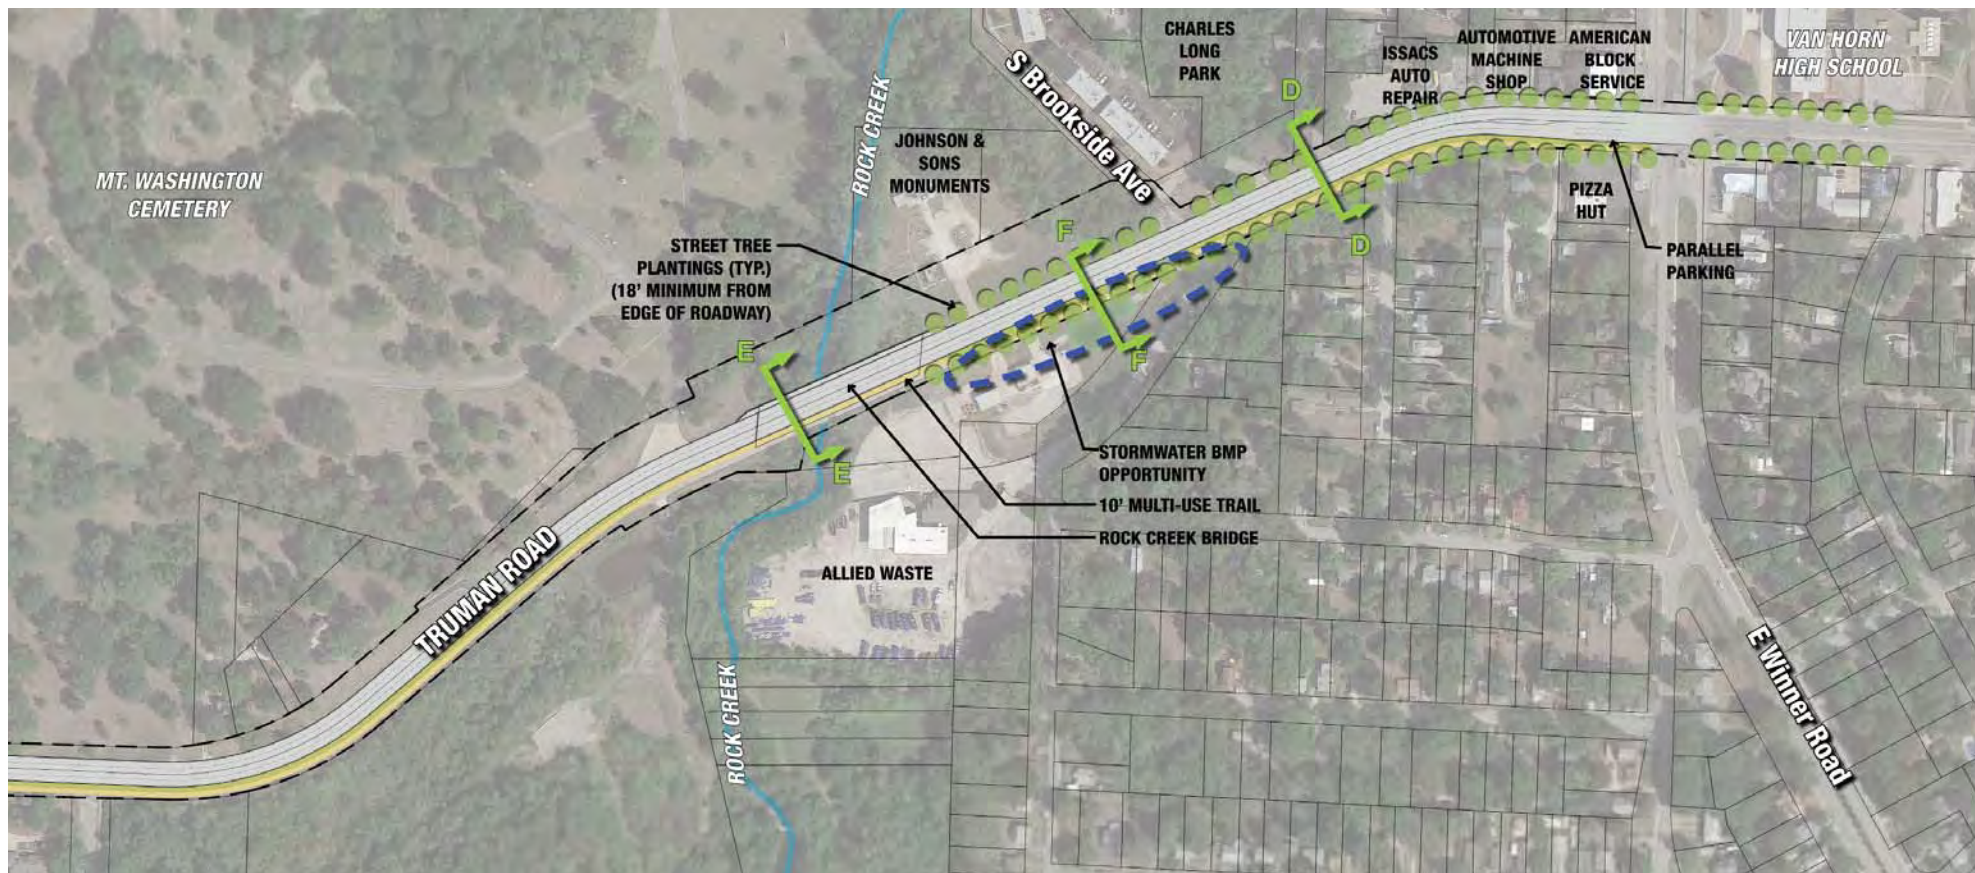 CHARLES
LONG
PARK
ISSACS
AUTO
REPAIR
AUTOMOTIVE
MACHINE
SHOP
AMERICAN
BLOCK
SERVICE
VAN HORN
HIGH SCHOOL
S Brookside Ave
ROCK CREEK
D
JOHNSON &
SONS
MONUMENTS
MT. WASHINGTON
CEMETERY
PIZZA
HUT
F
D
STREET TREE
PLANTINGS (TYP.)
(18' MINIMUM FROM
EDGE OF ROADWAY)
PARALLEL
PARKING
E
F
STORMWATER BMP
OPPORTUNITY
E
10' MULTI-USE TRAIL
ROCK CREEK BRIDGE
ALLIED WASTE
TRUMAN ROAD
ROCK CREEK
E Winner Road